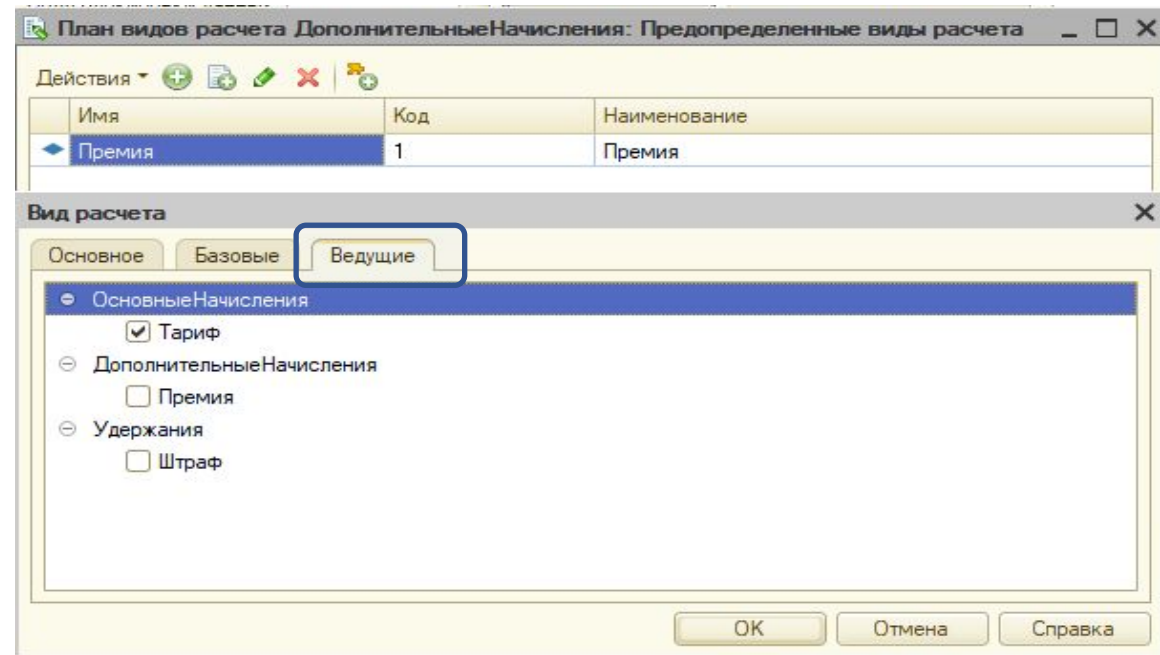 План видов расчета ДополнительныеНачисления: Предопределенные виды расчета
Действия
Имя Код Наименование
Премия 1 Премия
Вид расчета
Основное Базовые Ведущие
ОсновныеНачисления
Тариф
ДополнительныеНачисления
Премия
Удержания
Штраф
OK Отмена Справка